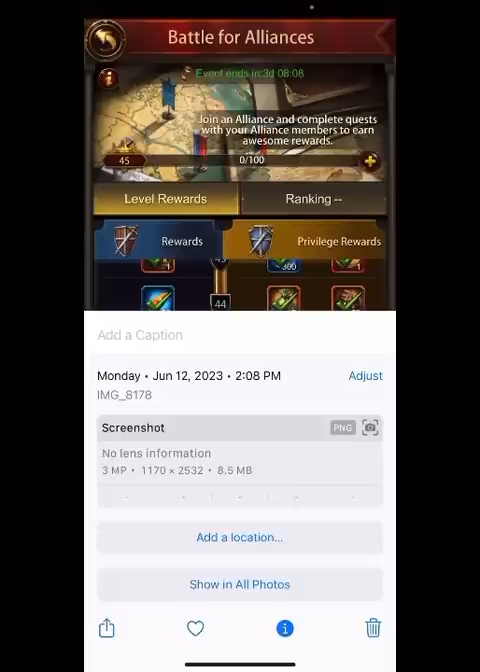 Battle for Alliances
Event ends in:3d 08:08
Join an Alliance and complete quests
with your Alliance members to earn
awesome rewards.
45
0/100
Level Rewards
Ranking --
Rewards
Privilege Rewards
300
44
Add a Caption
Monday • Jun 12, 2023 • 2:08 PM
Adjust
IMG_8178
Screenshot
PNG
No lens information
3 MP • 1170 × 2532 • 8.5 MB
Add a location...
Show in All Photos